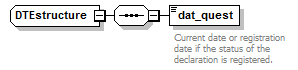 DTEstructure
dat_quest
Current date or registration
date if the status of the
declaration is registered.